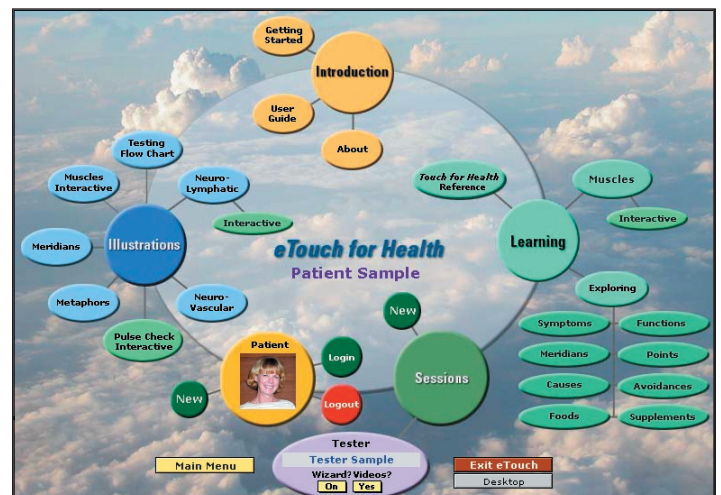 Getting
Started
Introduction
User
Guide
About
Testing
Flow Chart
Muscles
Interactive
Neuro-
Lymphatic
Interactive
Meridians
Illustrations
Metaphors
Neuro-
Vascular
Pulse Check
Interactive
eTouch for Health
Patient Sample
Touch for Health
Reference
Muscles
Interactive
Learning
Exploring
Symptoms
Functions
Meridians
Points
Causes
Avoidances
Foods
Supplements
New
Sessions
Patient
Login
New
Logout
Tester
Tester Sample
Wizard? Videos?
On Yes
Main Menu
Exit eTouch
Desktop